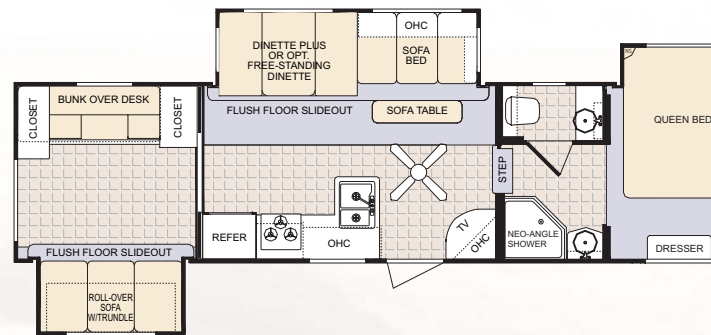 DINETTE PLUS
OR OPT.
FREE-STANDING
DINETTE
OHC
SOFA
BED
CLOSET
BUNK OVER DESK
CLOSET
FLUSH FLOOR SLIDEOUT
SOFA TABLE
QUEEN BED
STEP
REFER
OHC
TV
OHC
NEO-ANGLE
SHOWER
DRESSER
FLUSH FLOOR SLIDEOUT
ROLL-OVER
SOFA
W/TRUNDLE